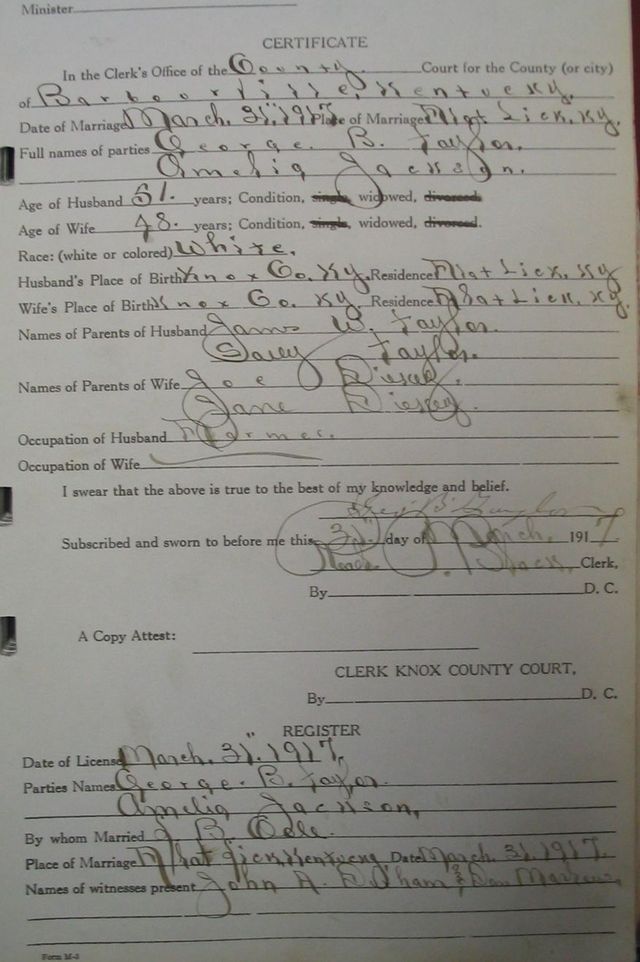 Minister
CERTIFICATE
In the Clerk's Office of the County Court for the County (or city)
of Barboorville, Kentucky.
Date of Marriage March. 31", 1917. Place of Marriage Flat Lick, Ky.
Full names of parties George. B. Taylor.
Amelia Jackson.
Age of Husband 51. years; Condition, single, widowed, divorced
Age of Wife 48. years; Condition, single, widowed, divorced.
Race: (white or colored) White.
Husband's Place of Birth Knox Co. Ky. Residence Flat Lick, Ky
Wife's Place of Birth Knox Co. Ky Residence Flat Lick, Ky.
Names of Parents of Husband James W. Taylor.
Taylor.
Names of Parents of Wife Joe
Jane
Occupation of Husband Farmer.
Occupation of Wife
I swear that the above is true to the best of my knowledge and belief.
B. Taylor
Subscribed and sworn to before me this 31" day of March, 1917
Clerk,
By D. C.
A Copy Attest:
CLERK KNOX COUNTY COURT,
By D. C.
REGISTER
Date of License March. 31", 1917.
Parties Names George. B. Taylor.
Amelia Jackson,
By whom Married J B. Odle.
Place of Marriage Flat Lick, Kentucky Date March. 31, 1917.
Names of witnesses present John A. &
Form M-3